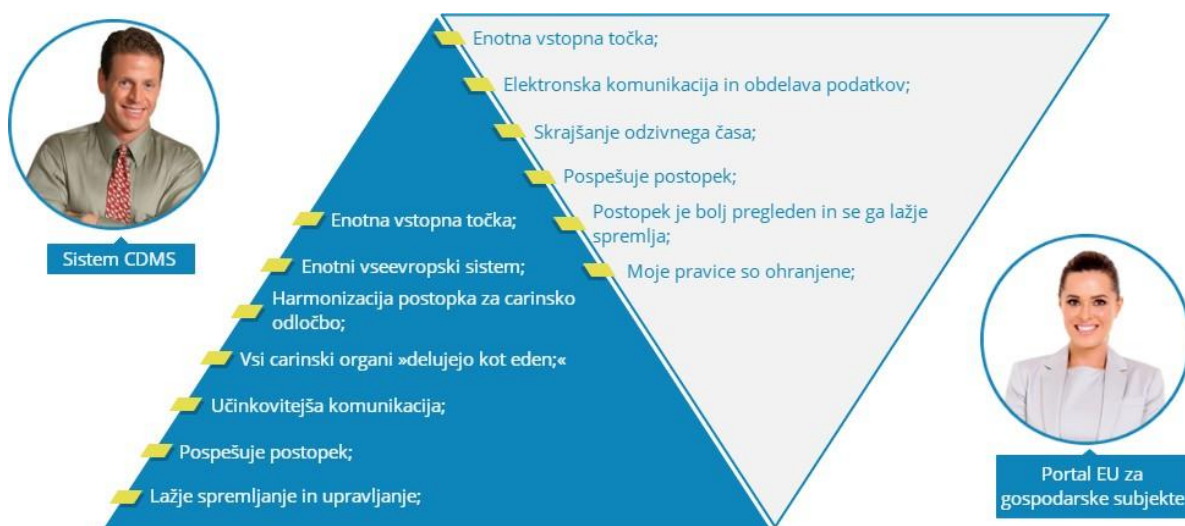 Enotna vstopna točka;
Elektronska komunikacija in obdelava podatkov;
Skrajšanje odzivnega časa;
Pospešuje postopek;
Postopek je bolj pregleden in se ga lažje
spremlja;
Moje pravice so ohranjene;
Sistem CDMS
Enotna vstopna točka;
Enotni vseevropski sistem;
Harmonizacija postopka za carinsko
odločbo;
Vsi carinski organi »delujejo kot eden;«
Učinkovitejša komunikacija;
Pospešuje postopek;
Lažje spremljanje in upravljanje;
Portal EU za
gospodarske subjekte